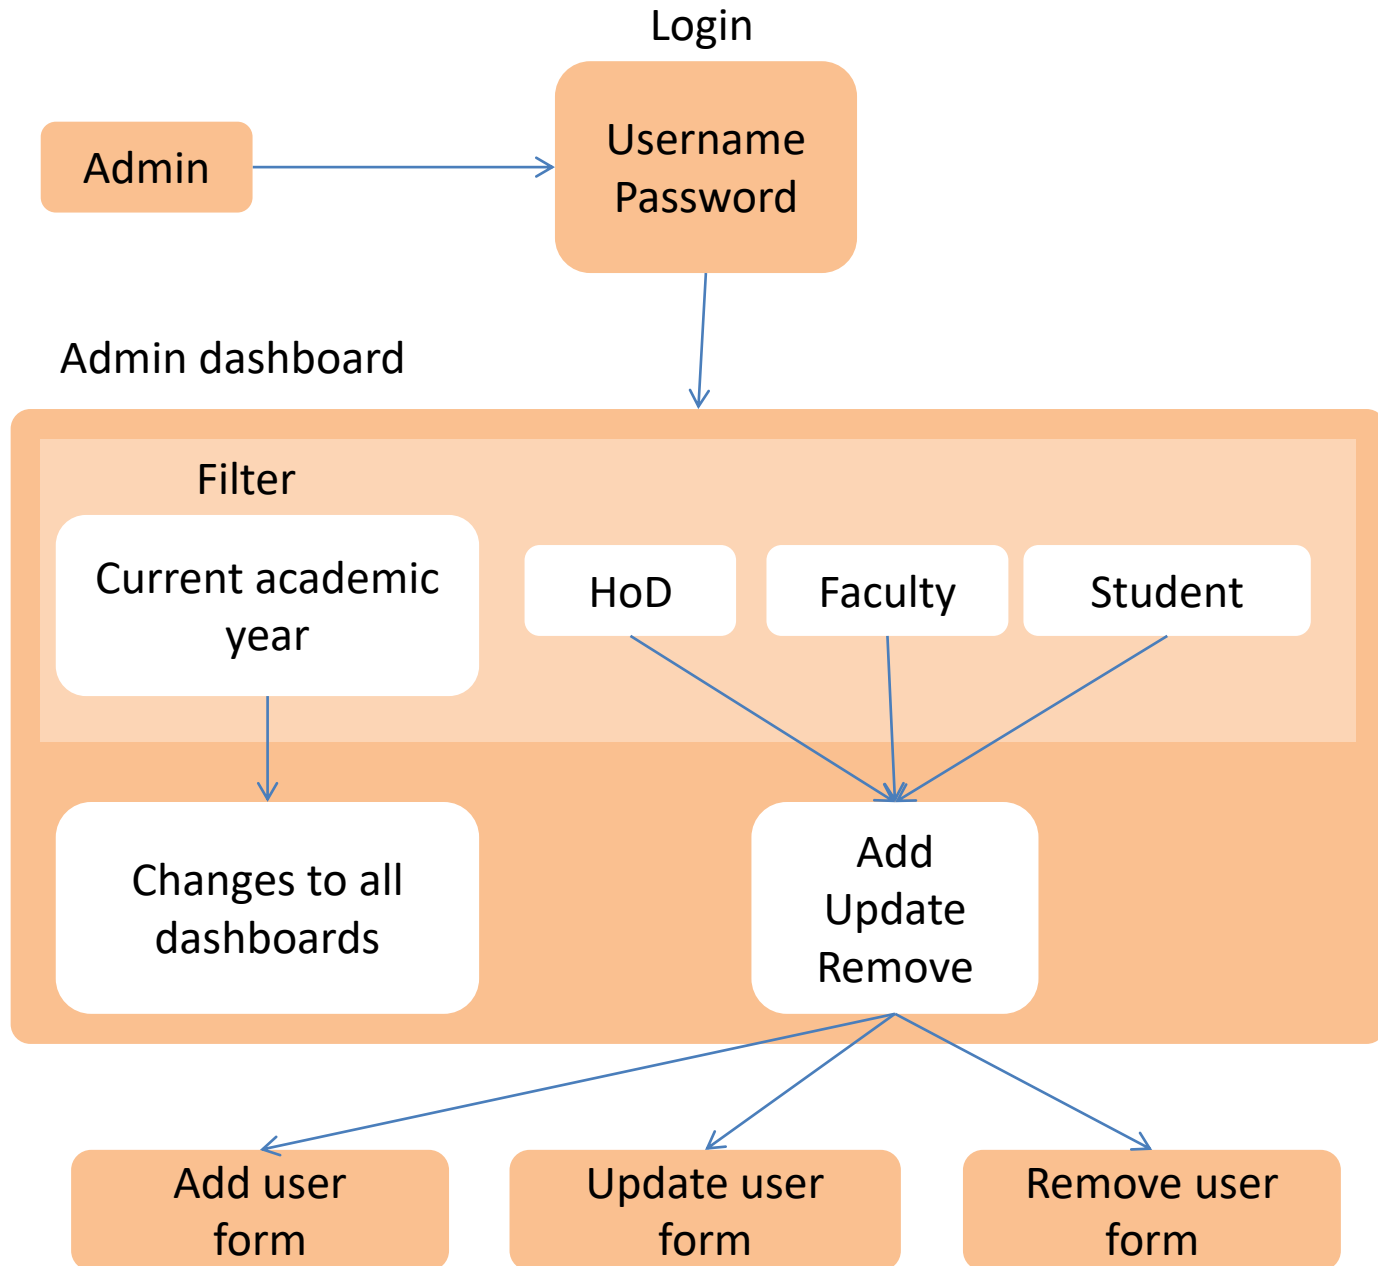 Login
Admin
Username
Password
Admin dashboard
Filter
Current academic
year
HoD
Faculty
Student
Changes to all
dashboards
Add
Update
Remove
Add user
form
Update user
form
Remove user
form